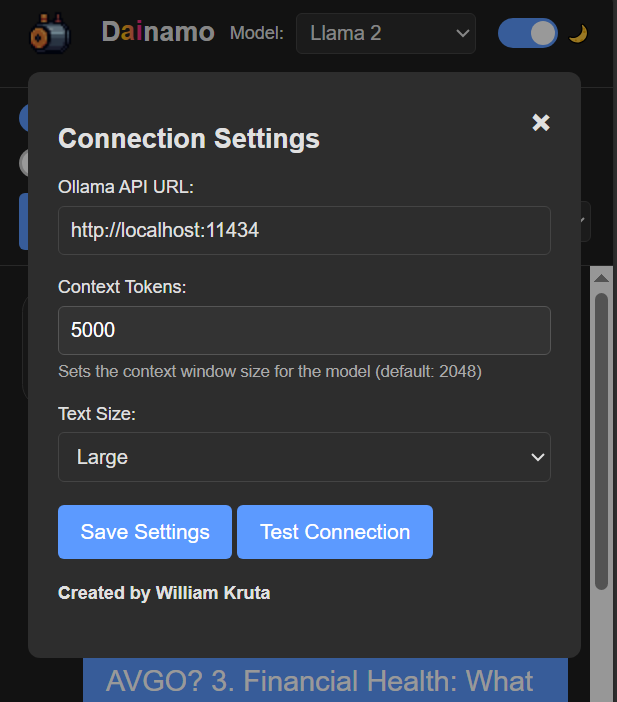 Dainamo Model: Llama 2
Connection Settings
Ollama API URL:
http://localhost:11434
Context Tokens:
5000
Sets the context window size for the model (default: 2048)
Text Size:
Large
Save Settings Test Connection
Created by William Kruta
AVGO? 3. Financial Health: What